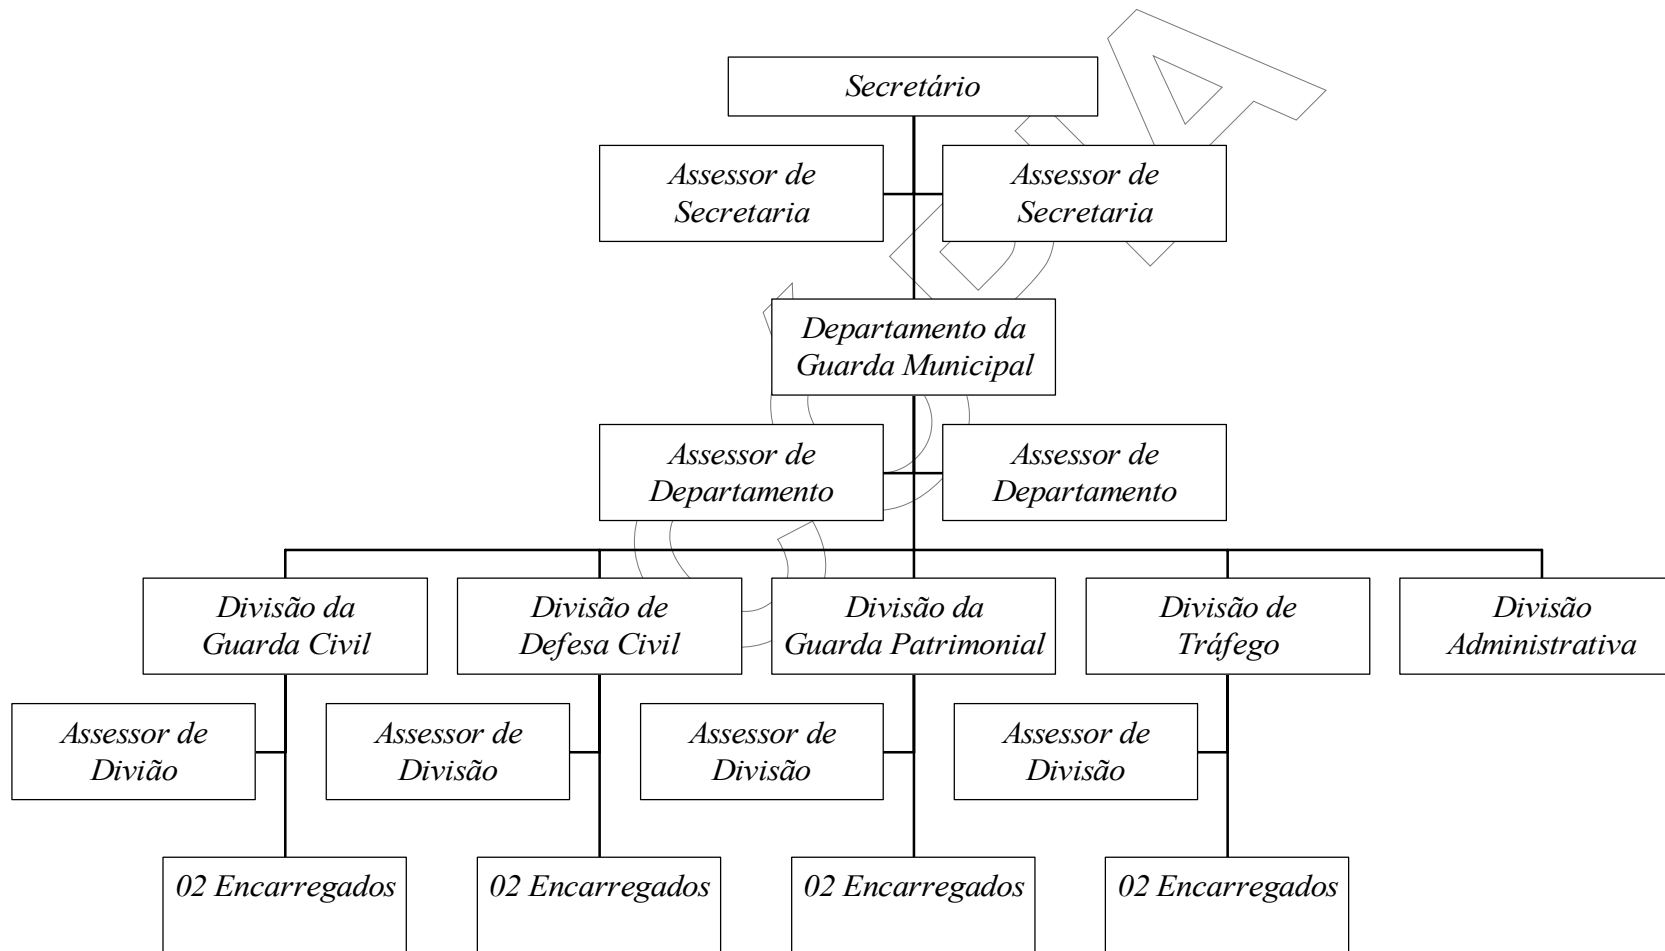 Secretário
Assessor de
Secretaria
Assessor de
Secretaria
Departamento da
Guarda Municipal
Assessor de
Departamento
Assessor de
Departamento
Divisão da
Guarda Civil
Divisão de
Defesa Civil
Divisão da
Guarda Patrimonial
Divisão de
Tráfego
Divisão
Administrativa
Assessor de
Divião
Assessor de
Divisão
Assessor de
Divisão
Assessor de
Divisão
02 Encarregados
02 Encarregados
02 Encarregados
02 Encarregados